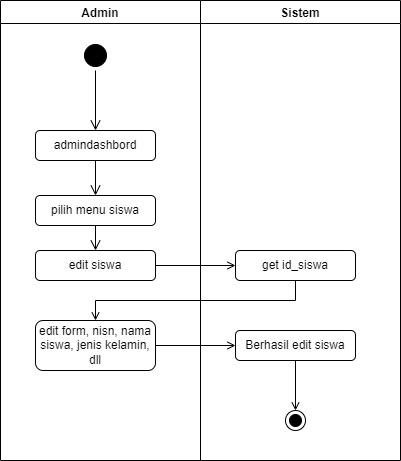 Admin
Sistem
admindashbord
pilih menu siswa
edit siswa
get id_siswa
edit form, nisn, nama
siswa, jenis kelamin,
dll
Berhasil edit siswa